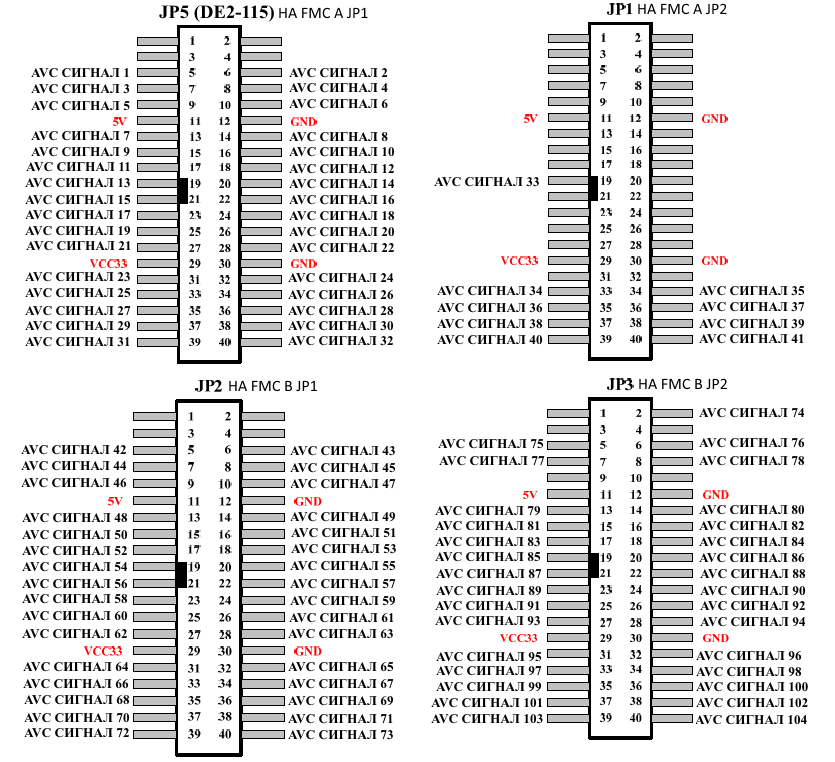 JP5 (DE2-115) НА FMC A JP1
1 2
3 4
AVC СИГНАЛ 1 5 6 AVC СИГНАЛ 2
AVC СИГНАЛ 3 7 8 AVC СИГНАЛ 4
AVC СИГНАЛ 5 9 10 AVC СИГНАЛ 6
5V 11 12 GND
AVC СИГНАЛ 7 13 14 AVC СИГНАЛ 8
AVC СИГНАЛ 9 15 16 AVC СИГНАЛ 10
AVC СИГНАЛ 11 17 18 AVC СИГНАЛ 12
AVC СИГНАЛ 13 19 20 AVC СИГНАЛ 14
AVC СИГНАЛ 15 21 22 AVC СИГНАЛ 16
AVC СИГНАЛ 17 23 24 AVC СИГНАЛ 18
AVC СИГНАЛ 19 25 26 AVC СИГНАЛ 20
AVC СИГНАЛ 21 27 28 AVC СИГНАЛ 22
VCC33 29 30 GND
AVC СИГНАЛ 23 31 32 AVC СИГНАЛ 24
AVC СИГНАЛ 25 33 34 AVC СИГНАЛ 26
AVC СИГНАЛ 27 35 36 AVC СИГНАЛ 28
AVC СИГНАЛ 29 37 38 AVC СИГНАЛ 30
AVC СИГНАЛ 31 39 40 AVC СИГНАЛ 32
JP1 НА FMC A JP2
1 2
3 4
5 6
7 8
9 10
5V 11 12 GND
13 14
15 16
17 18
AVC СИГНАЛ 33 19 20
21 22
23 24
25 26
27 28
VCC33 29 30 GND
31 32
AVC СИГНАЛ 34 33 34 AVC СИГНАЛ 35
AVC СИГНАЛ 36 35 36 AVC СИГНАЛ 37
AVC СИГНАЛ 38 37 38 AVC СИГНАЛ 39
AVC СИГНАЛ 40 39 40 AVC СИГНАЛ 41
JP2 НА FMC B JP1
1 2
3 4
AVC СИГНАЛ 42 5 6 AVC СИГНАЛ 43
AVC СИГНАЛ 44 7 8 AVC СИГНАЛ 45
AVC СИГНАЛ 46 9 10 AVC СИГНАЛ 47
5V 11 12 GND
AVC СИГНАЛ 48 13 14 AVC СИГНАЛ 49
AVC СИГНАЛ 50 15 16 AVC СИГНАЛ 51
AVC СИГНАЛ 52 17 18 AVC СИГНАЛ 53
AVC СИГНАЛ 54 19 20 AVC СИГНАЛ 55
AVC СИГНАЛ 56 21 22 AVC СИГНАЛ 57
AVC СИГНАЛ 58 23 24 AVC СИГНАЛ 59
AVC СИГНАЛ 60 25 26 AVC СИГНАЛ 61
AVC СИГНАЛ 62 27 28 AVC СИГНАЛ 63
VCC33 29 30 GND
AVC СИГНАЛ 64 31 32 AVC СИГНАЛ 65
AVC СИГНАЛ 66 33 34 AVC СИГНАЛ 67
AVC СИГНАЛ 68 35 36 AVC СИГНАЛ 69
AVC СИГНАЛ 70 37 38 AVC СИГНАЛ 71
AVC СИГНАЛ 72 39 40 AVC СИГНАЛ 73
JP3 НА FMC B JP2
1 2 AVC СИГНАЛ 74
3 4
AVC СИГНАЛ 75 5 6 AVC СИГНАЛ 76
AVC СИГНАЛ 77 7 8 AVC СИГНАЛ 78
9 10
5V 11 12 GND
AVC СИГНАЛ 79 13 14 AVC СИГНАЛ 80
AVC СИГНАЛ 81 15 16 AVC СИГНАЛ 82
AVC СИГНАЛ 83 17 18 AVC СИГНАЛ 84
AVC СИГНАЛ 85 19 20 AVC СИГНАЛ 86
AVC СИГНАЛ 87 21 22 AVC СИГНАЛ 88
AVC СИГНАЛ 89 23 24 AVC СИГНАЛ 90
AVC СИГНАЛ 91 25 26 AVC СИГНАЛ 92
AVC СИГНАЛ 93 27 28 AVC СИГНАЛ 94
VCC33 29 30 GND
AVC СИГНАЛ 95 31 32 AVC СИГНАЛ 96
AVC СИГНАЛ 97 33 34 AVC СИГНАЛ 98
AVC СИГНАЛ 99 35 36 AVC СИГНАЛ 100
AVC СИГНАЛ 101 37 38 AVC СИГНАЛ 102
AVC СИГНАЛ 103 39 40 AVC СИГНАЛ 104